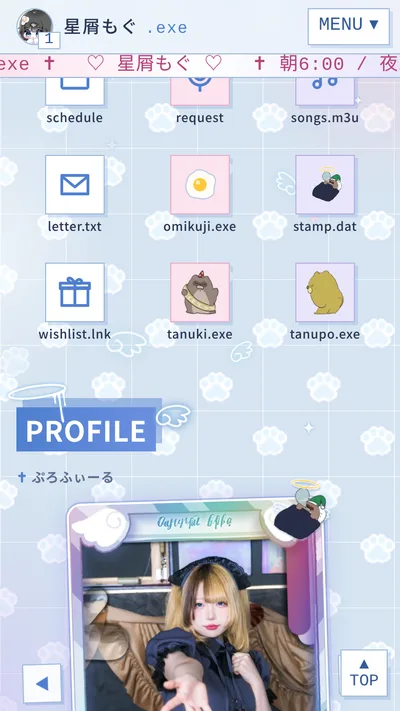 星屑もぐ .exe
1
MENU ▼
exe ✝ ♡ 星屑もぐ ♡ ✝ 朝6:00 / 夜
schedule
request
songs.m3u
letter.txt
omikuji.exe
stamp.dat
wishlist.lnk
tanuki.exe
tanupo.exe
PROFILE
✝ ぷろふぃーる
◀
▲
TOP